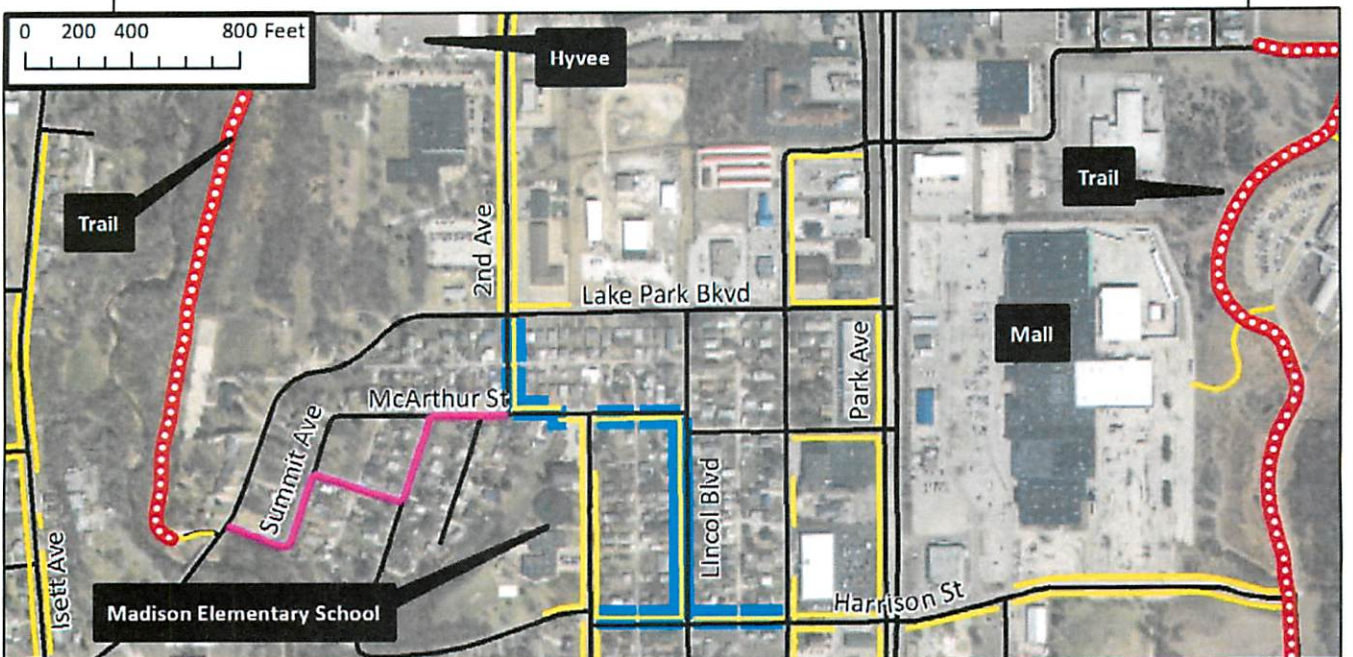 0 200 400 800 Feet
Hyvee
Trail
Trail
2nd Ave
Lake Park Bkvd
Park Ave
Mall
McArthur St
Summit Ave
LIncol Blvd
Isett Ave
Madison Elementary School
Harrison St